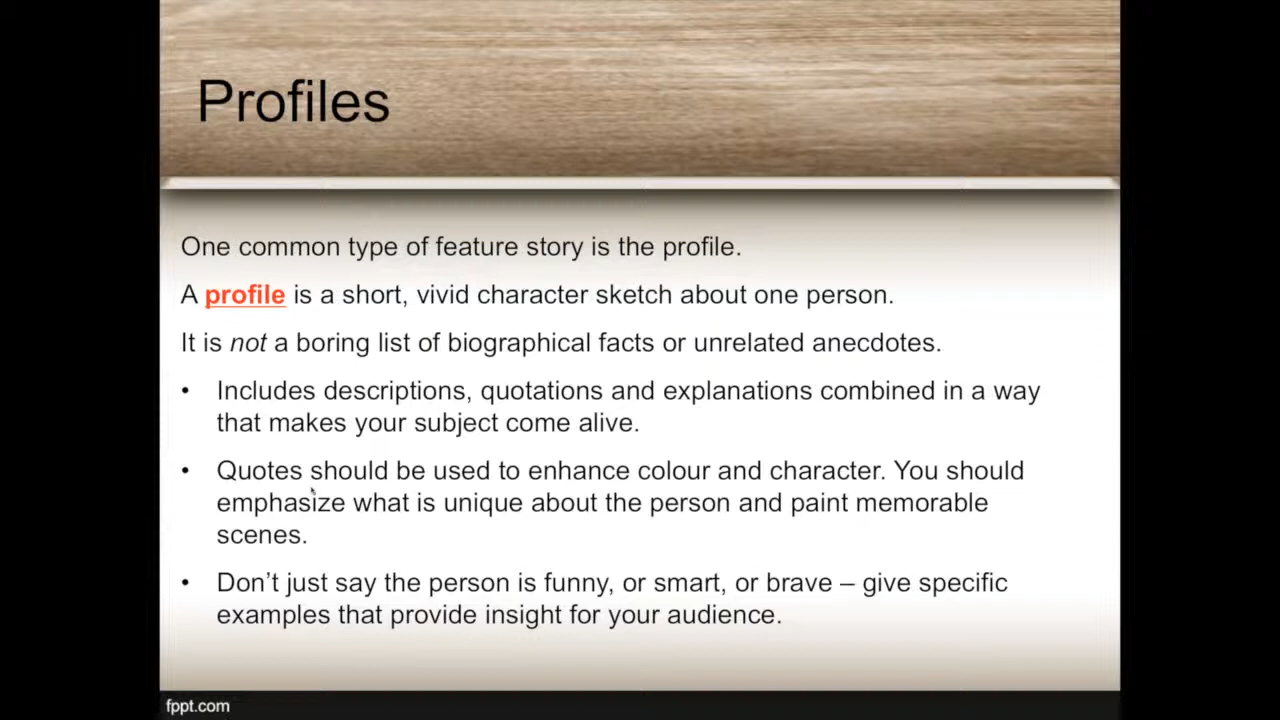 Profiles
One common type of feature story is the profile.
A profile is a short, vivid character sketch about one person.
It is not a boring list of biographical facts or unrelated anecdotes.
• Includes descriptions, quotations and explanations combined in a way
that makes your subject come alive.
• Quotes should be used to enhance colour and character. You should
emphasize what is unique about the person and paint memorable
scenes.
• Don’t just say the person is funny, or smart, or brave – give specific
examples that provide insight for your audience.
fppt.com